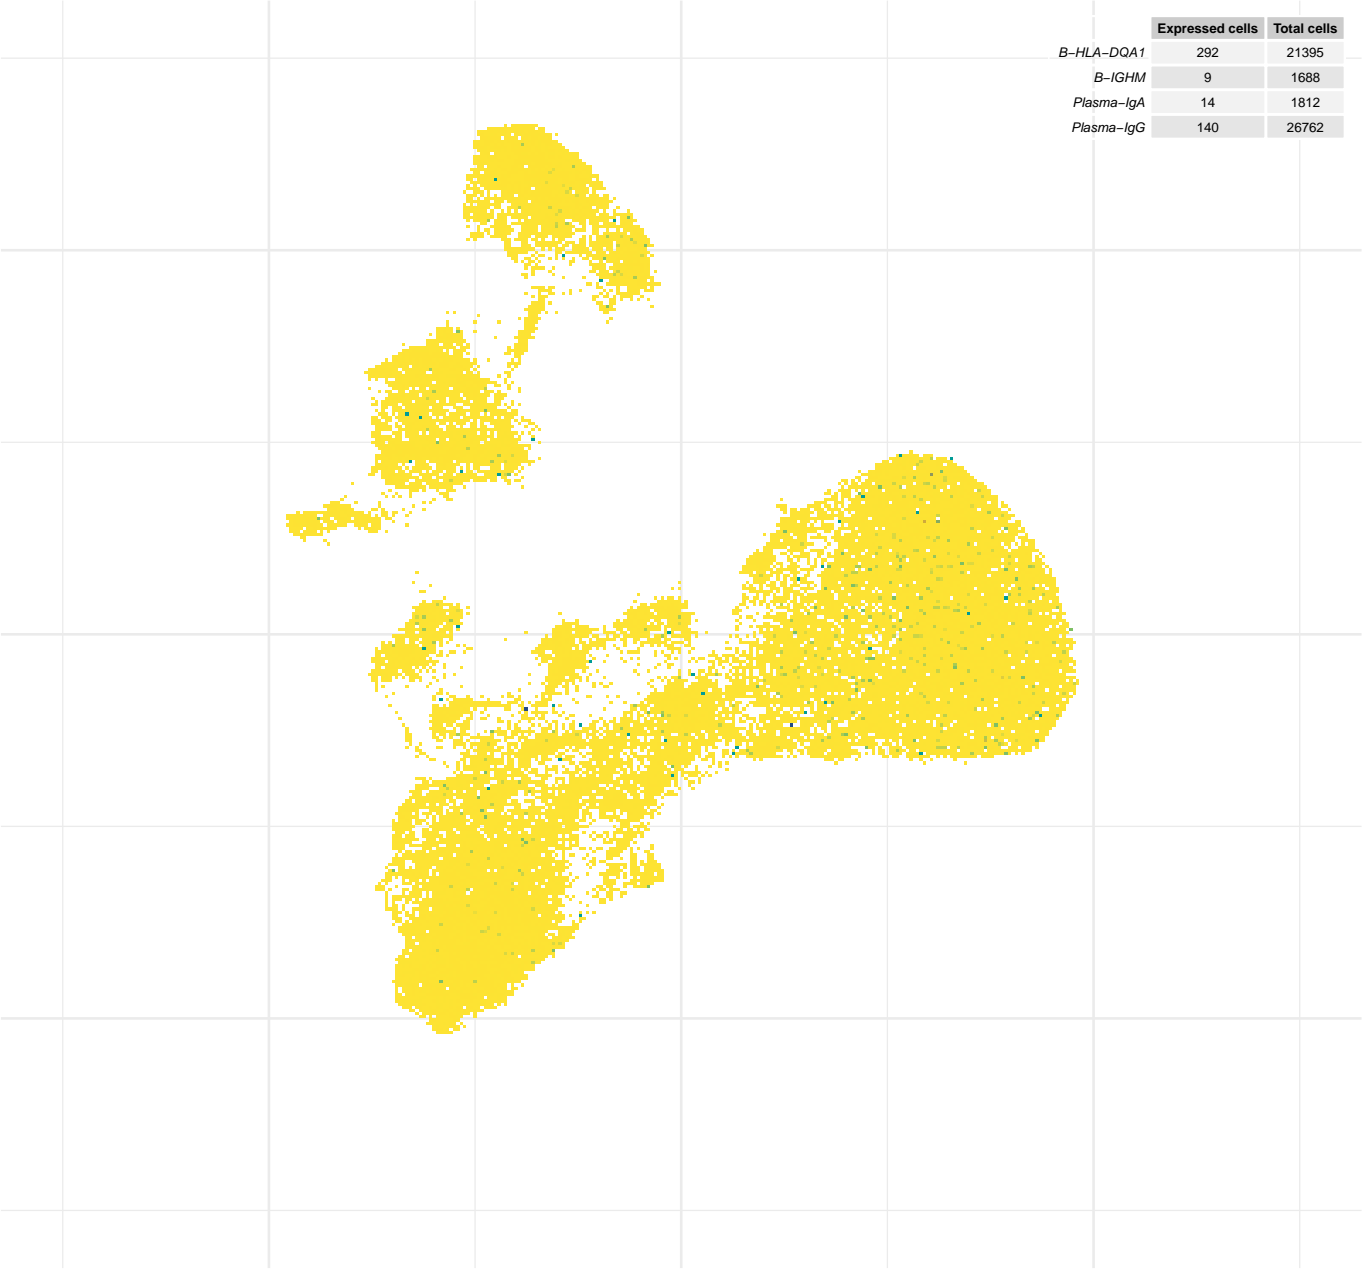 Expressed cells Total cells
B−HLA−DQA1 292 21395
B−IGHM 9 1688
Plasma−IgA 14 1812
Plasma−IgG 140 26762